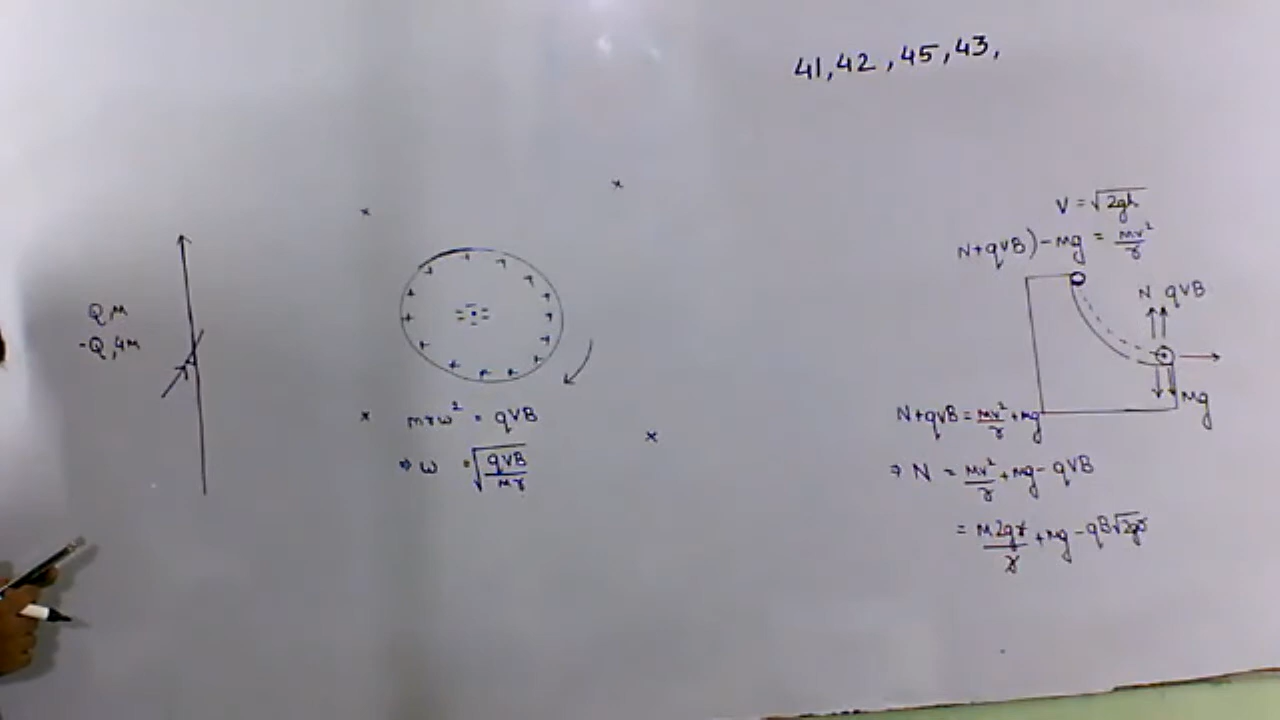 41,42,45,43,
Q,M
-Q,4M
mrω² = qVB
⇒ ω = √(qVB/Mr)
V = √2gh
N+qVB) - Mg = Mv²/r
N qVB
Mg
N+qVB = Mv²/r + Mg
⇒ N = Mv²/r + Mg - qVB
= M2gr/r + Mg - qB√2gr